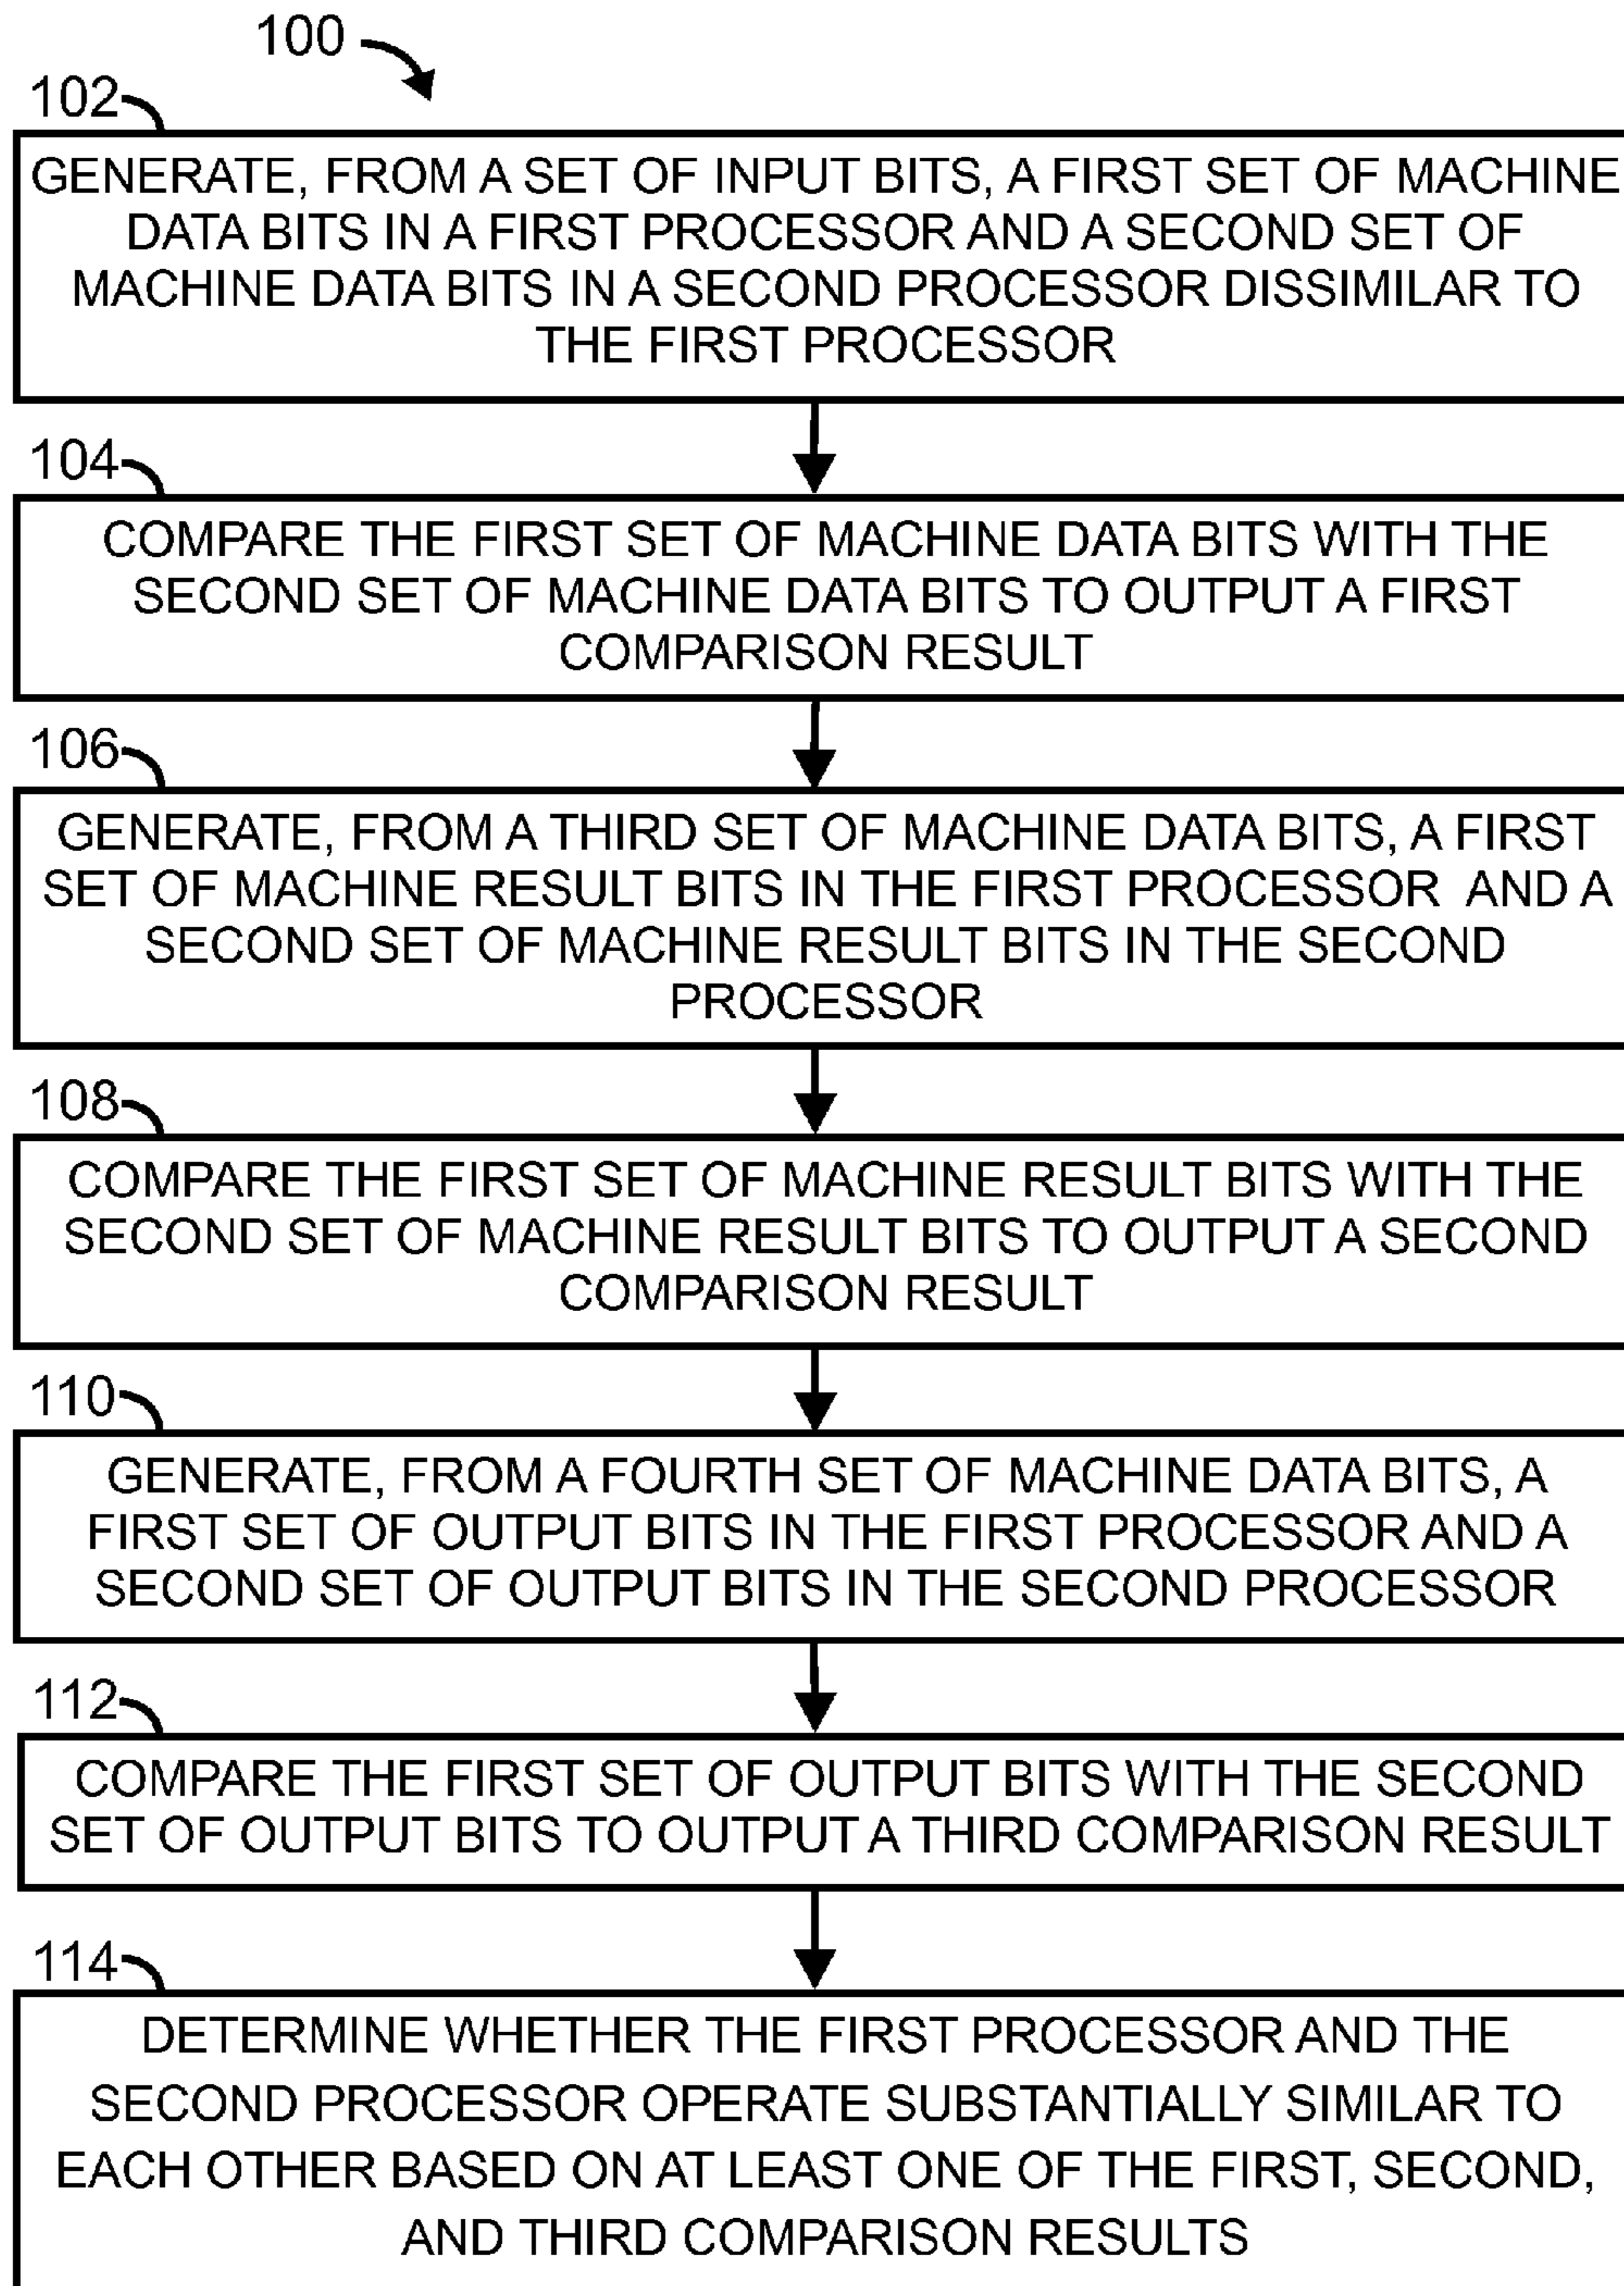 100
102
GENERATE, FROM A SET OF INPUT BITS, A FIRST SET OF MACHINE
DATA BITS IN A FIRST PROCESSOR AND A SECOND SET OF
MACHINE DATA BITS IN A SECOND PROCESSOR DISSIMILAR TO
THE FIRST PROCESSOR
104
COMPARE THE FIRST SET OF MACHINE DATA BITS WITH THE
SECOND SET OF MACHINE DATA BITS TO OUTPUT A FIRST
COMPARISON RESULT
106
GENERATE, FROM A THIRD SET OF MACHINE DATA BITS, A FIRST
SET OF MACHINE RESULT BITS IN THE FIRST PROCESSOR AND A
SECOND SET OF MACHINE RESULT BITS IN THE SECOND
PROCESSOR
108
COMPARE THE FIRST SET OF MACHINE RESULT BITS WITH THE
SECOND SET OF MACHINE RESULT BITS TO OUTPUT A SECOND
COMPARISON RESULT
110
GENERATE, FROM A FOURTH SET OF MACHINE DATA BITS, A
FIRST SET OF OUTPUT BITS IN THE FIRST PROCESSOR AND A
SECOND SET OF OUTPUT BITS IN THE SECOND PROCESSOR
112
COMPARE THE FIRST SET OF OUTPUT BITS WITH THE SECOND
SET OF OUTPUT BITS TO OUTPUT A THIRD COMPARISON RESULT
114
DETERMINE WHETHER THE FIRST PROCESSOR AND THE
SECOND PROCESSOR OPERATE SUBSTANTIALLY SIMILAR TO
EACH OTHER BASED ON AT LEAST ONE OF THE FIRST, SECOND,
AND THIRD COMPARISON RESULTS